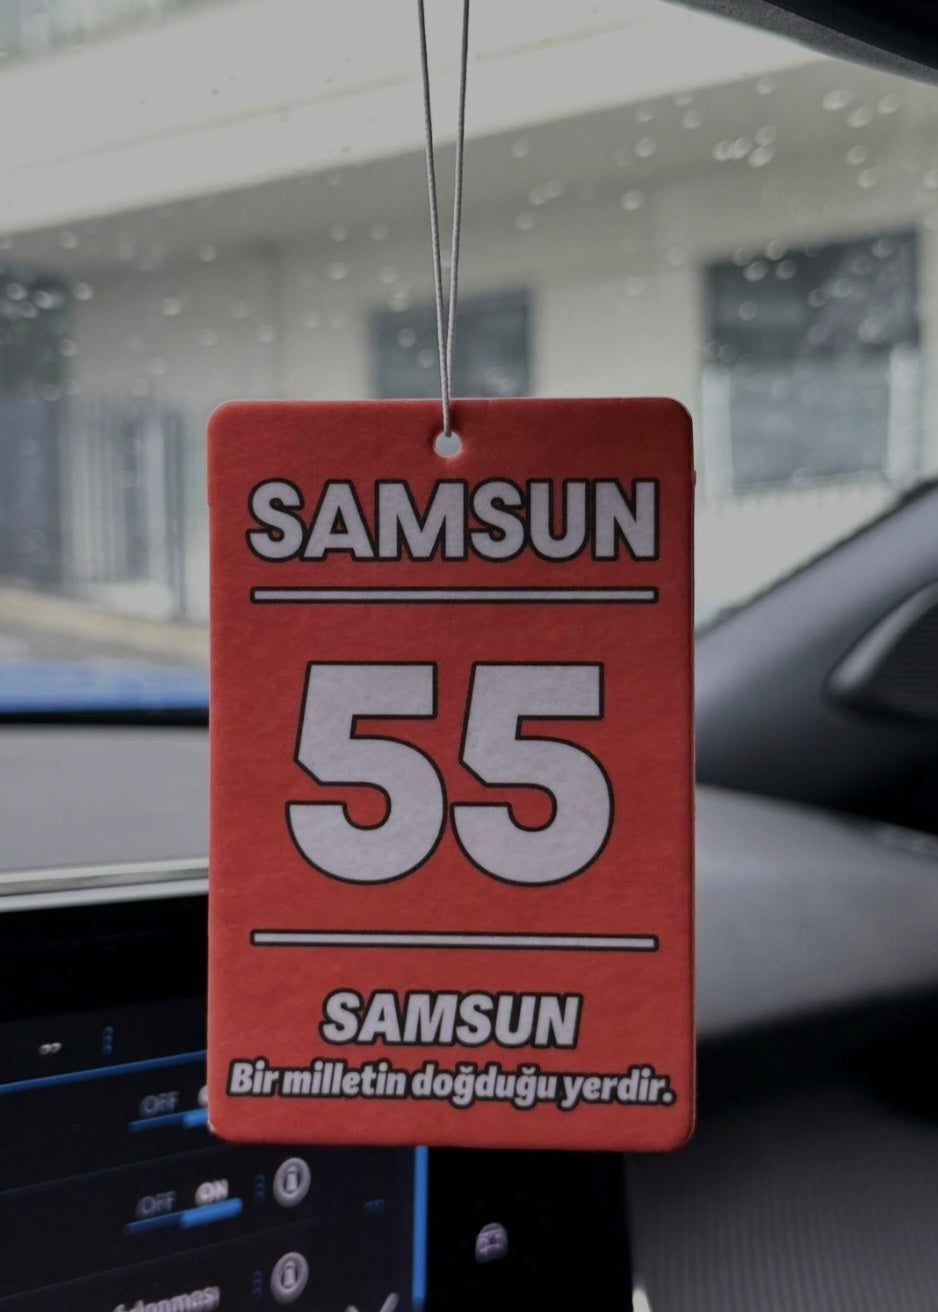 SAMSUN
55
SAMSUN
Bir milletin doğduğu yerdir.
OFF
OFF ON